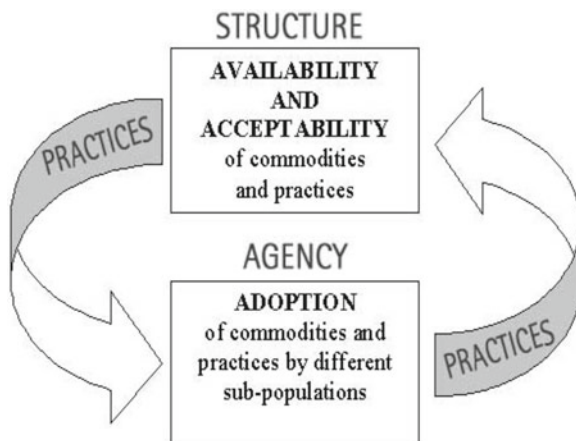 STRUCTURE
AVAILABILITY
AND
ACCEPTABILITY
of commodities
and practices
PRACTICES
AGENCY
ADOPTION
of commodities and
practices by different
sub-populations
PRACTICES